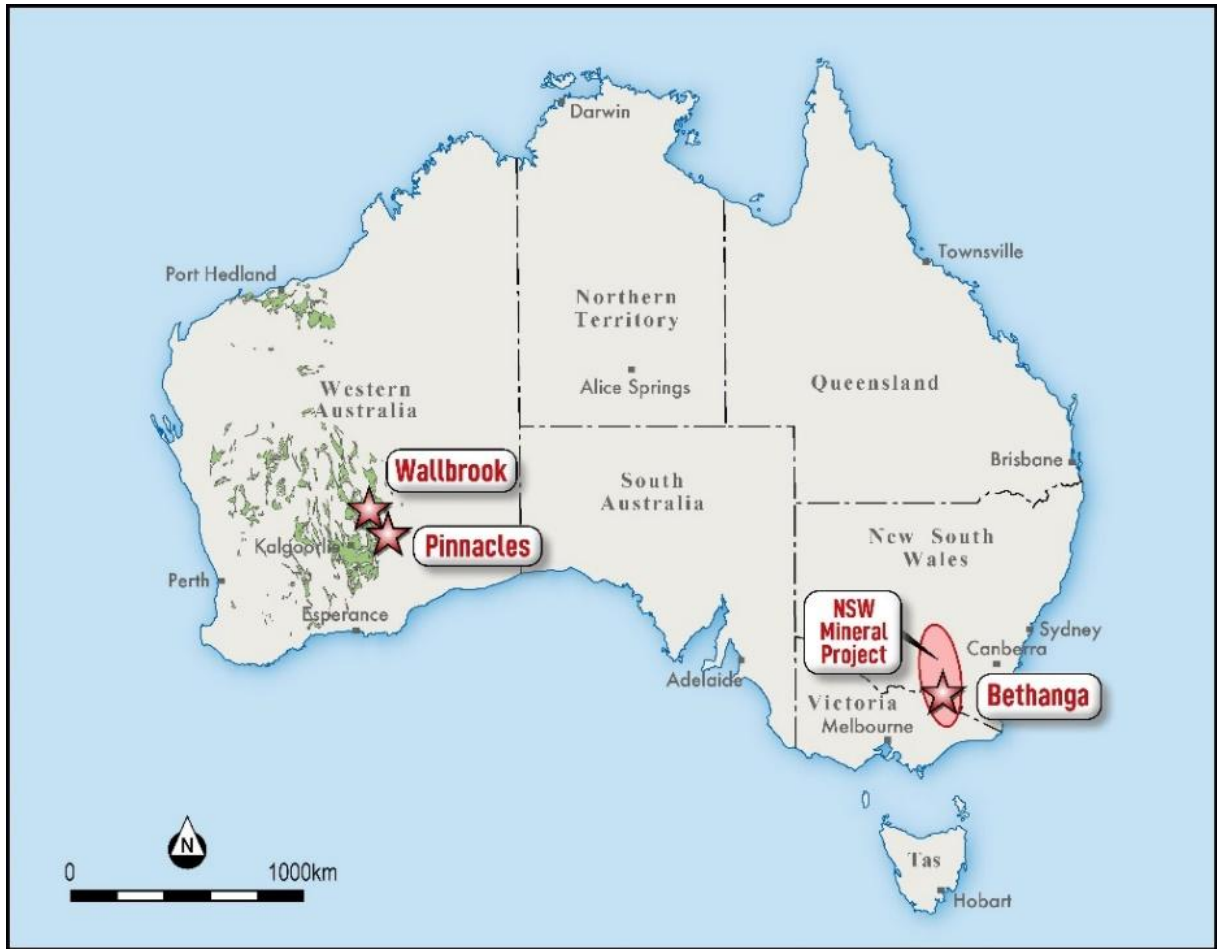 Darwin
Port Hedland
Townsville
Northern
Territory
Alice Springs
Western
Australia
Queensland
Wallbrook
Brisbane
South
Australia
Pinnacles
Kalgoorlie
New South
Wales
Perth
Esperance
NSW
Mineral
Project
Sydney
Canberra
Adelaide
Bethanga
Victoria
Melbourne
N
0 1000km
Tas
Hobart